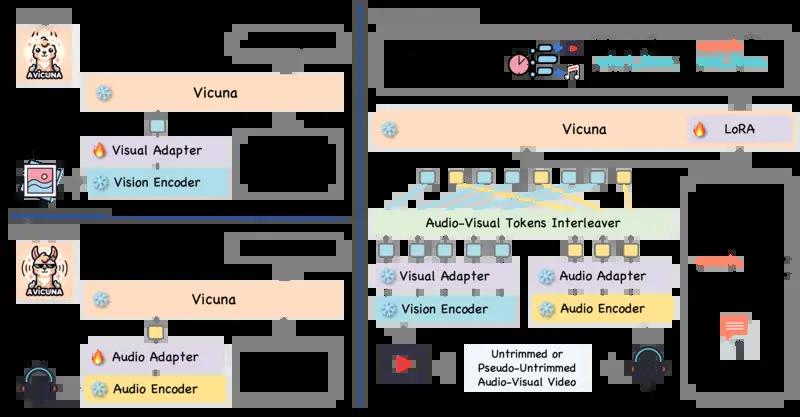 AVICUNA
Vicuna
Visual Adapter
Vision Encoder
AVICUNA
Vicuna
Audio Adapter
Audio Encoder
Vicuna
LoRA
Audio-Visual Tokens Interleaver
Visual Adapter
Audio Adapter
Vision Encoder
Audio Encoder
Untrimmed or
Pseudo-Untrimmed
Audio-Visual Video